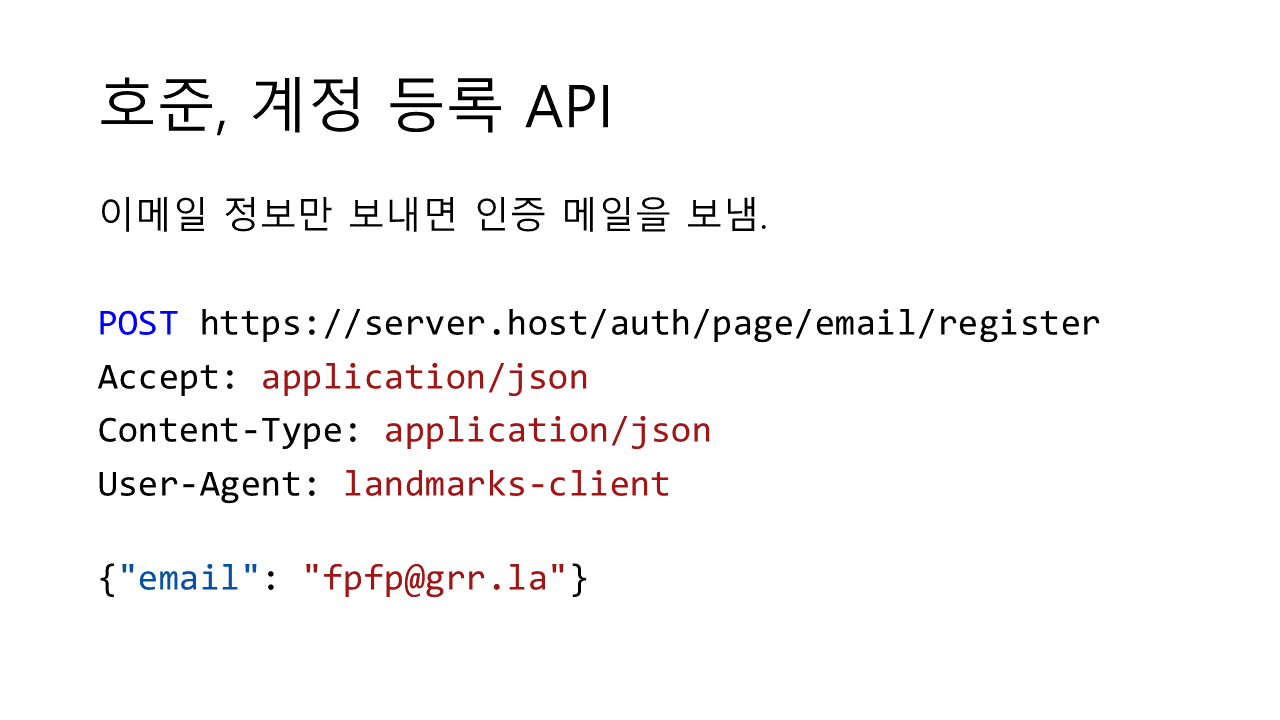 호준, 계정 등록 API
이메일 정보만 보내면 인증 메일을 보냄.
POST https://server.host/auth/page/email/register
Accept: application/json
Content-Type: application/json
User-Agent: landmarks-client
{"email": "fpfp@grr.la"}